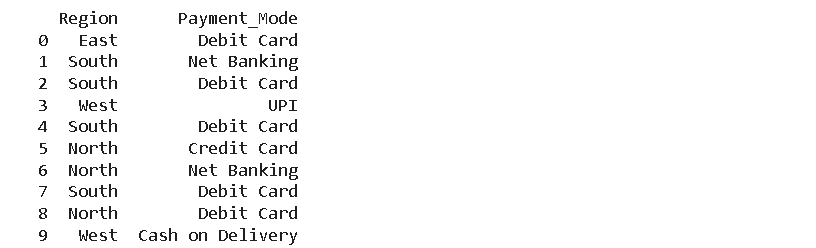 Region Payment_Mode
0 East Debit Card
1 South Net Banking
2 South Debit Card
3 West UPI
4 South Debit Card
5 North Credit Card
6 North Net Banking
7 South Debit Card
8 North Debit Card
9 West Cash on Delivery